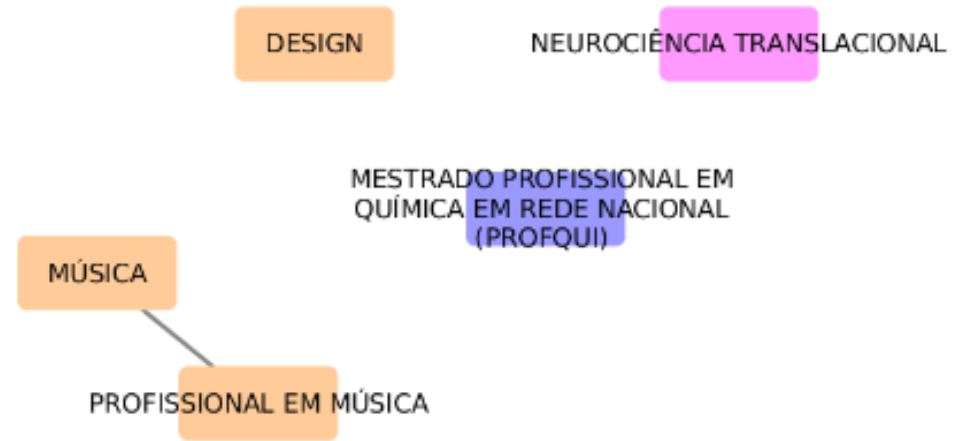 DESIGN
NEUROCIÊNCIA TRANSLACIONAL
MESTRADO PROFISSIONAL EM
QUÍMICA EM REDE NACIONAL
(PROFQUI)
MÚSICA
PROFISSIONAL EM MÚSICA